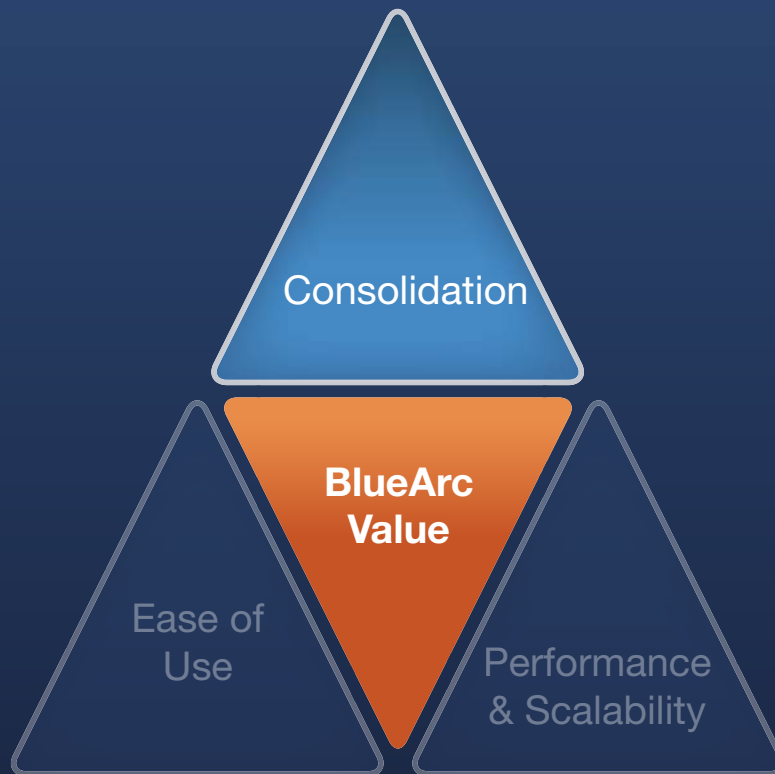 Consolidation
BlueArc
Value
Ease of
Use
Performance
& Scalability